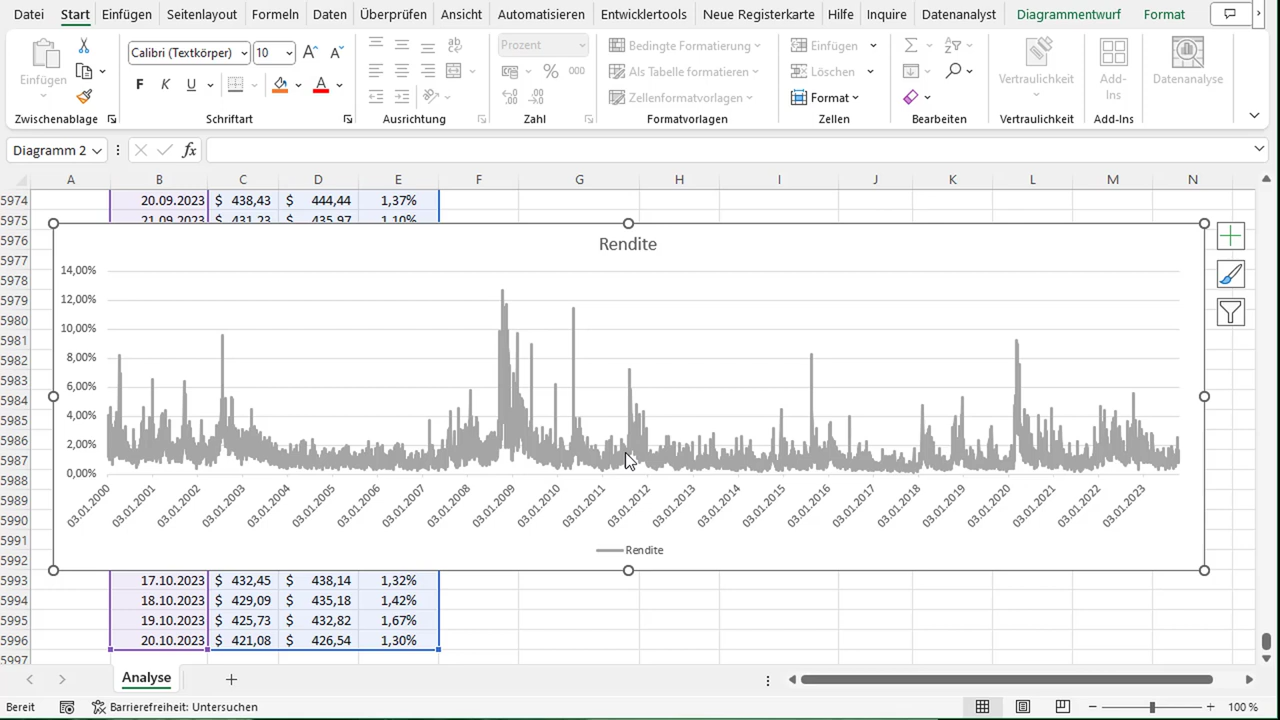 Datei Start Einfügen Seitenlayout Formeln Daten Überprüfen Ansicht Automatisieren Entwicklertools Neue Registerkarte Hilfe Inquire Datenanalyst Diagrammentwurf Format
Einfügen
Calibri (Textkörper) 10
F K U
Prozent
% 000
Bedingte Formatierung
Als Tabelle formatieren
Zellenformatvorlagen
Einfügen
Löschen
Format
Vertraulichkeit
Add-Ins
Datenanalyse
Zwischenablage Schriftart Ausrichtung Zahl Formatvorlagen Zellen Bearbeiten Vertraulichkeit Add-Ins
Diagramm 2 fx
A B C D E F G H I J K L M N
5974 20.09.2023 $ 438,43 $ 444,44 1,37%
5975 21.09.2023 $ 431,23 $ 435,97 1,10%
5976
5977
5978
5979
5980
5981
5982
5983
5984
5985
5986
5987
5988
5989
5990
5991
5992
Rendite
14,00%
12,00%
10,00%
8,00%
6,00%
4,00%
2,00%
0,00%
03.01.2000 03.01.2001 03.01.2002 03.01.2003 03.01.2004 03.01.2005 03.01.2006 03.01.2007 03.01.2008 03.01.2009 03.01.2010 03.01.2011 03.01.2012 03.01.2013 03.01.2014 03.01.2015 03.01.2016 03.01.2017 03.01.2018 03.01.2019 03.01.2020 03.01.2021 03.01.2022 03.01.2023
Rendite
5993 17.10.2023 $ 432,45 $ 438,14 1,32%
5994 18.10.2023 $ 429,09 $ 435,18 1,42%
5995 19.10.2023 $ 425,73 $ 432,82 1,67%
5996 20.10.2023 $ 421,08 $ 426,54 1,30%
5997
Analyse
Bereit Barrierefreiheit: Untersuchen 100 %